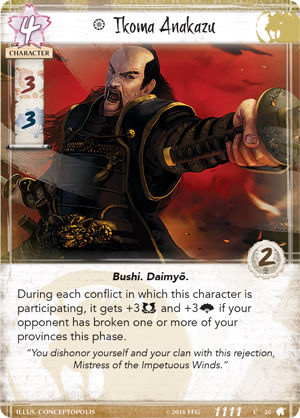 4
Ikoma Anakazu
CHARACTER
3
3
2
Bushi. Daimyō.
During each conflict in which this character is
participating, it gets +3 and +3 if your
opponent has broken one or more of your
provinces this phase.
“You dishonor yourself and your clan with this rejection,
Mistress of the Impetuous Winds.”
ILLUS. CONCEPTOPOLIS
©2018 FFG
C 26